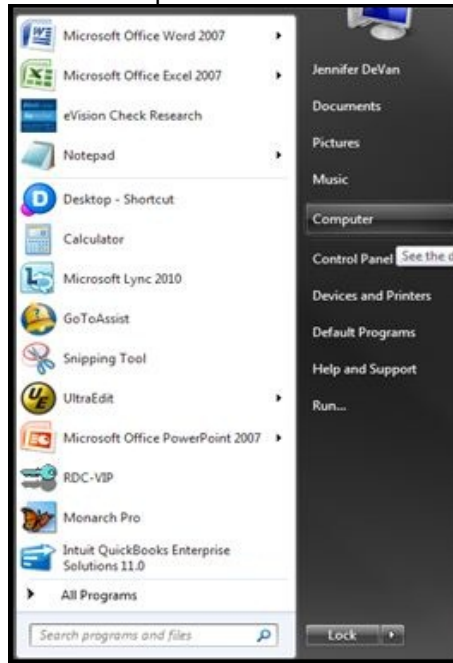 Microsoft Office Word 2007
Microsoft Office Excel 2007
eVision Check Research
Notepad
Desktop - Shortcut
Calculator
Microsoft Lync 2010
GoToAssist
Snipping Tool
UltraEdit
Microsoft Office PowerPoint 2007
RDC-VIP
Monarch Pro
Intuit QuickBooks Enterprise
Solutions 11.0
All Programs
Search programs and files
Jennifer DeVan
Documents
Pictures
Music
Computer
Control Panel
See the d
Devices and Printers
Default Programs
Help and Support
Run...
Lock